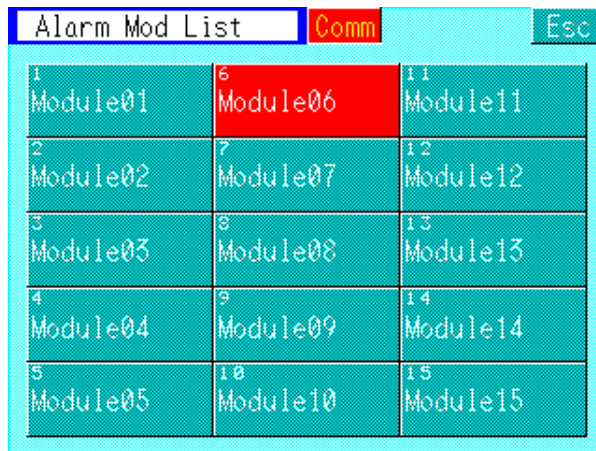 Alarm Mod List Comm Esc
1 6 11
Module01 Module06 Module11
2 7 12
Module02 Module07 Module12
3 8 13
Module03 Module08 Module13
4 9 14
Module04 Module09 Module14
5 10 15
Module05 Module10 Module15